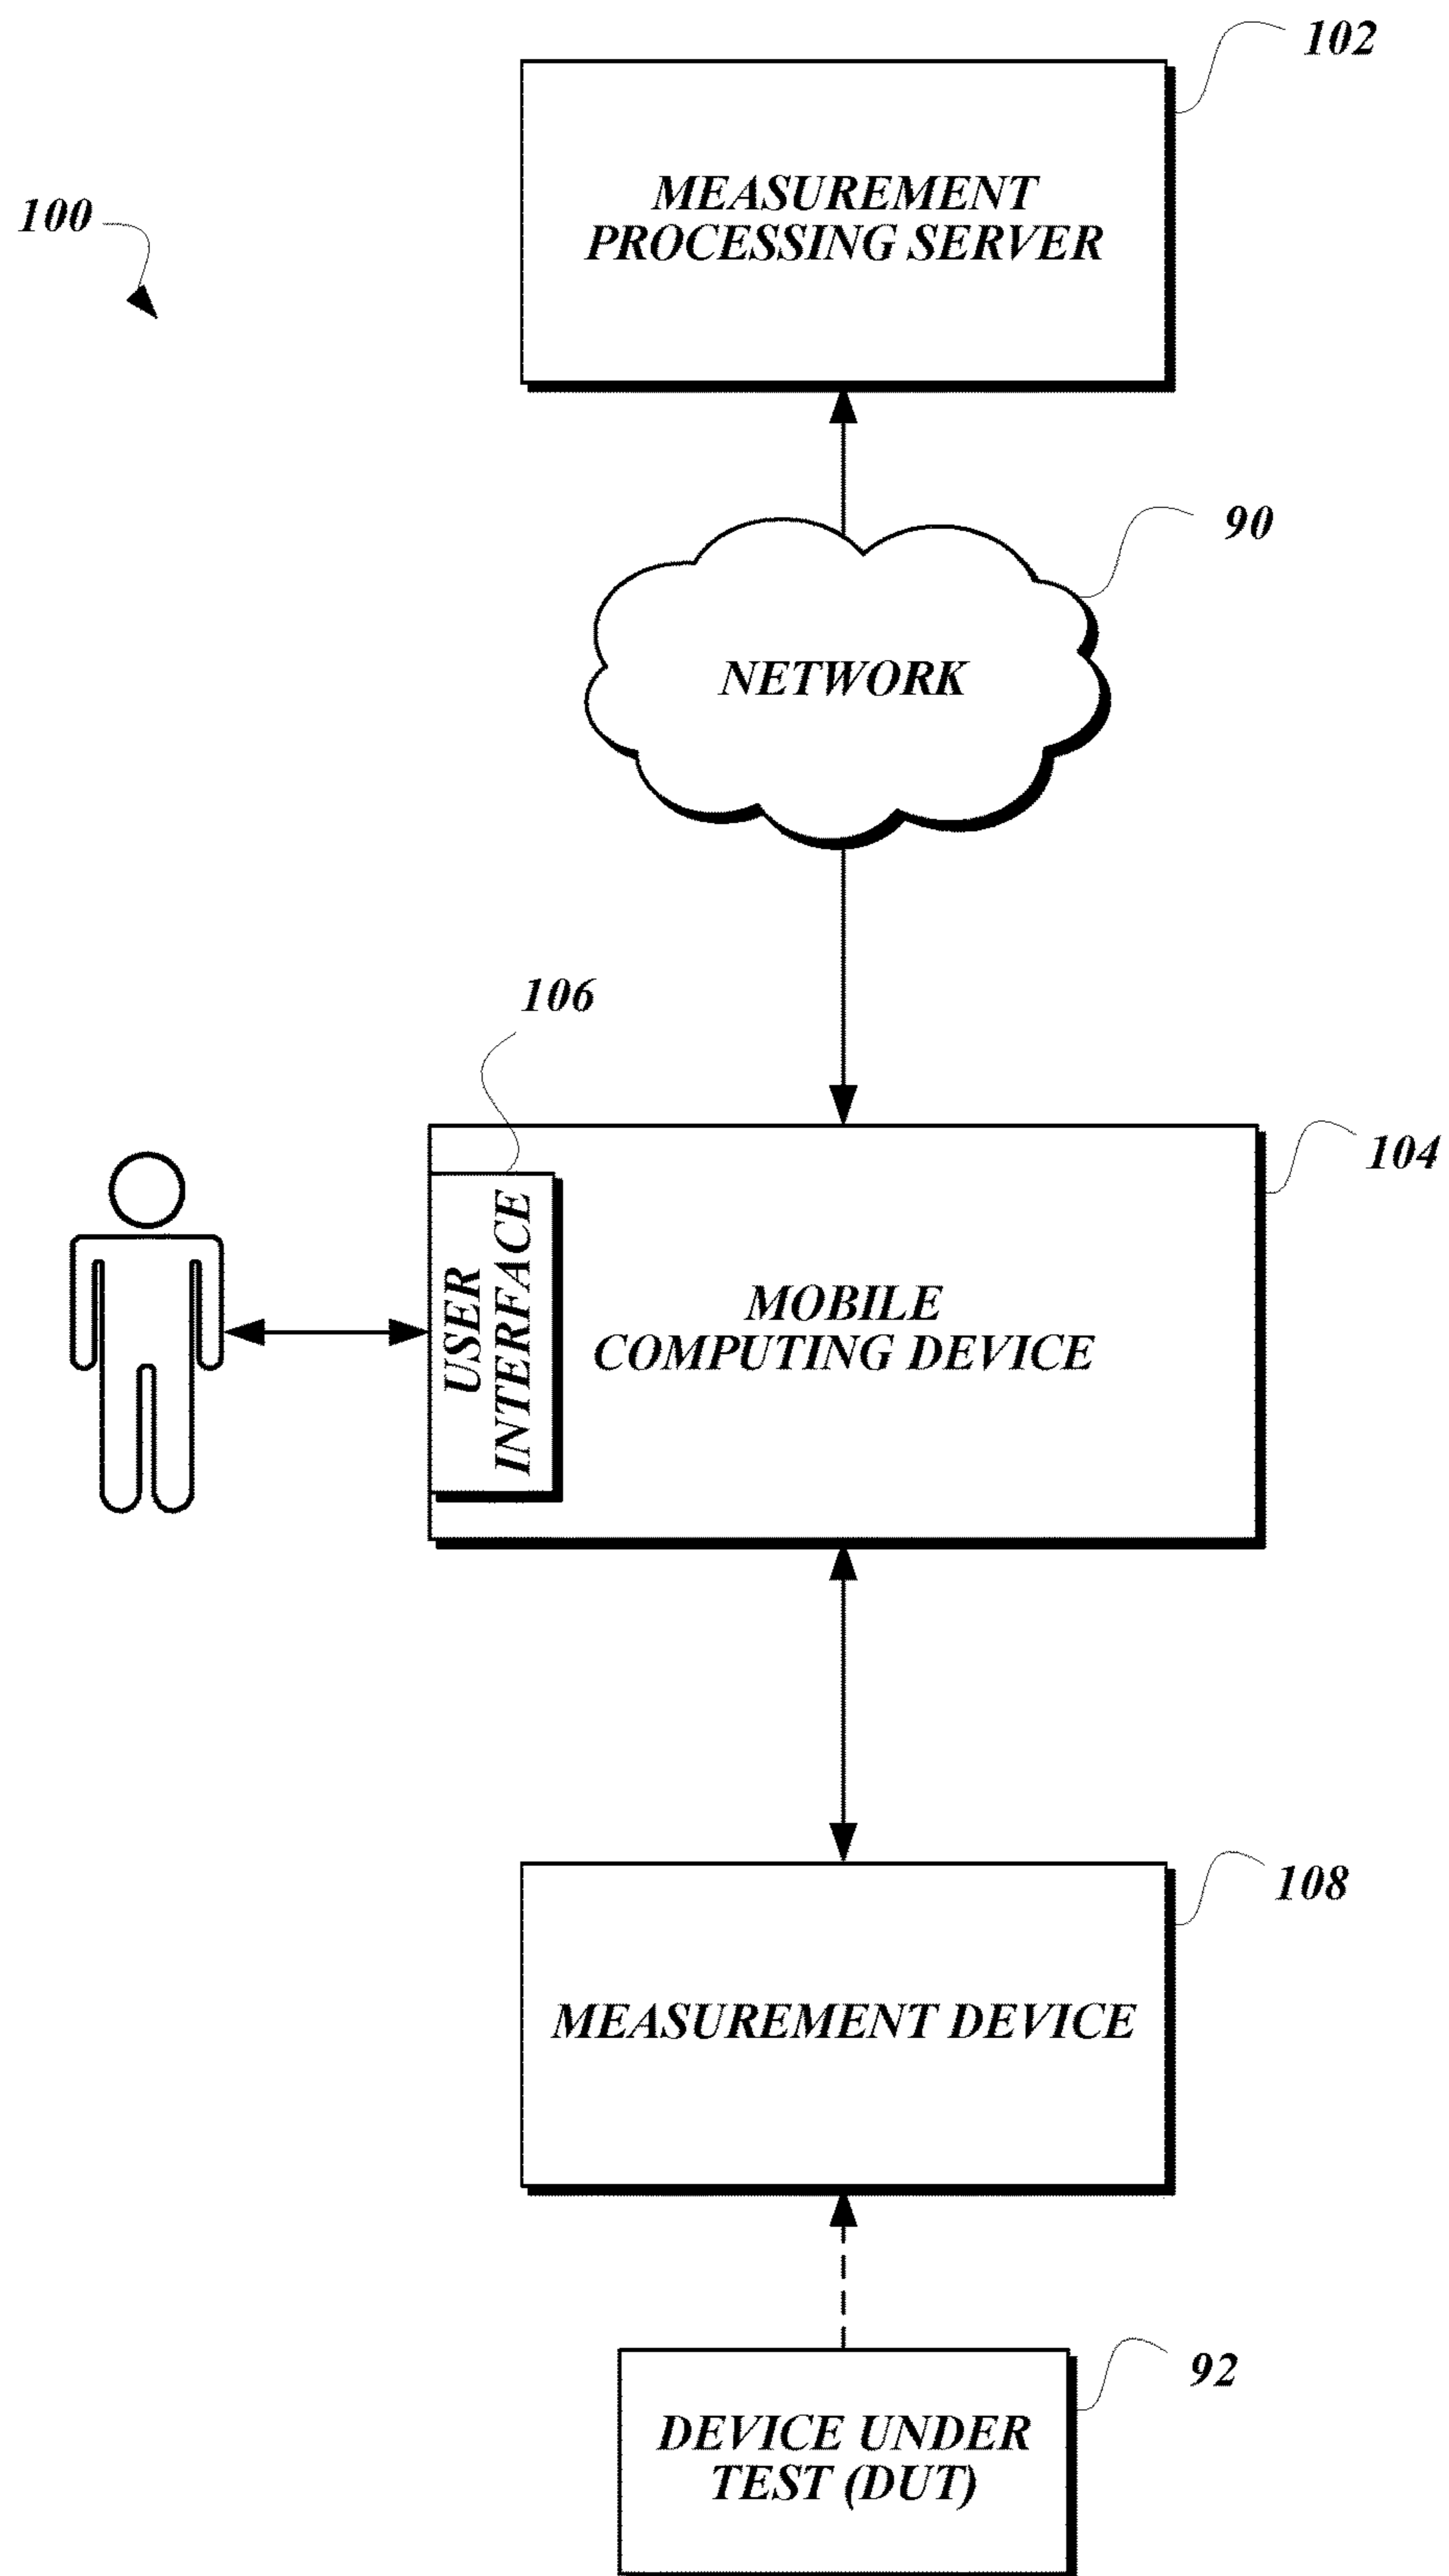 102
100
MEASUREMENT
PROCESSING SERVER
90
NETWORK
106
104
USER
INTERFACE
MOBILE
COMPUTING DEVICE
108
MEASUREMENT DEVICE
92
DEVICE UNDER
TEST (DUT)